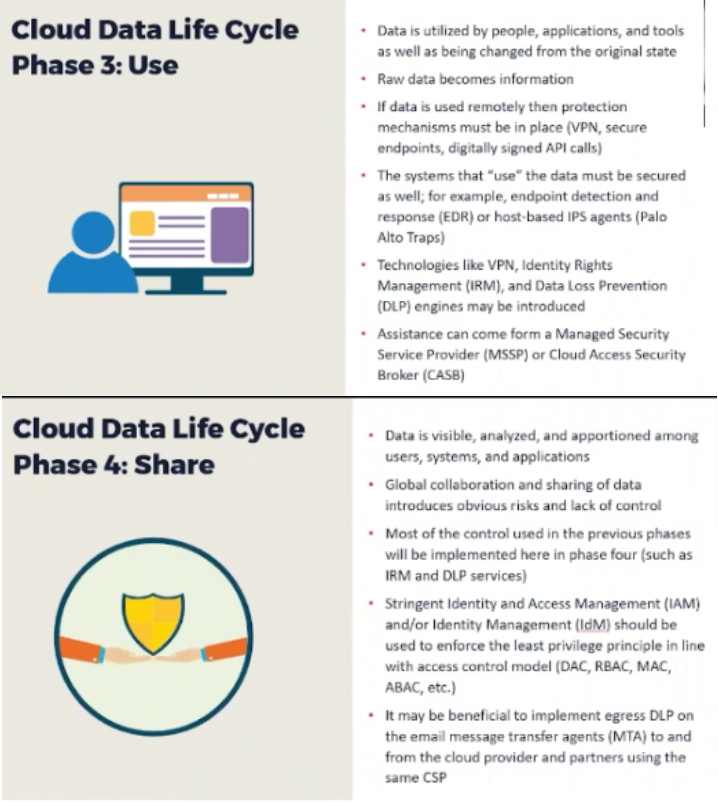 Cloud Data Life Cycle
Phase 3: Use
• Data is utilized by people, applications, and tools
as well as being changed from the original state
• Raw data becomes information
• If data is used remotely then protection
mechanisms must be in place (VPN, secure
endpoints, digitally signed API calls)
• The systems that “use” the data must be secured
as well; for example, endpoint detection and
response (EDR) or host-based IPS agents (Palo
Alto Traps)
• Technologies like VPN, Identity Rights
Management (IRM), and Data Loss Prevention
(DLP) engines may be introduced
• Assistance can come form a Managed Security
Service Provider (MSSP) or Cloud Access Security
Broker (CASB)
Cloud Data Life Cycle
Phase 4: Share
• Data is visible, analyzed, and apportioned among
users, systems, and applications
• Global collaboration and sharing of data
introduces obvious risks and lack of control
• Most of the control used in the previous phases
will be implemented here in phase four (such as
IRM and DLP services)
• Stringent Identity and Access Management (IAM)
and/or Identity Management (IdM) should be
used to enforce the least privilege principle in line
with access control model (DAC, RBAC, MAC,
ABAC, etc.)
• It may be beneficial to implement egress DLP on
the email message transfer agents (MTA) to and
from the cloud provider and partners using the
same CSP